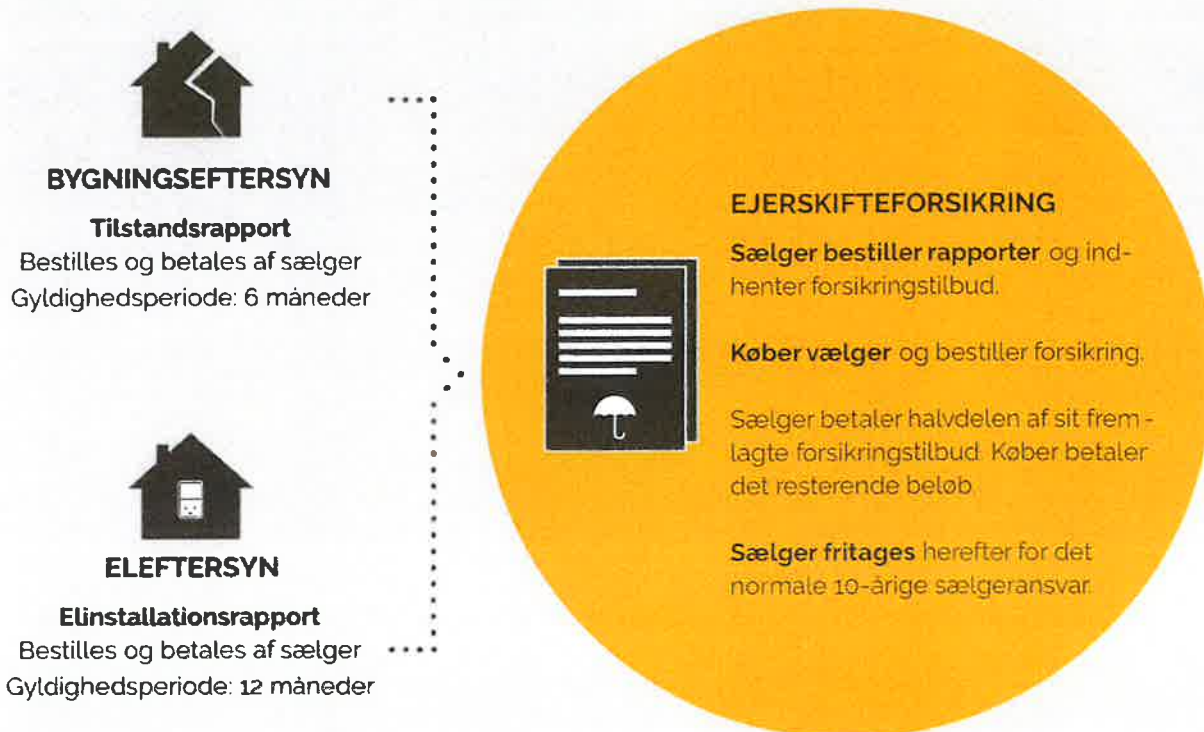 BYGNINGSEFTERSYN
Tilstandsrapport
Bestilles og betales af sælger
Gyldighedsperiode: 6 måneder
ELEFTERSYN
Elinstallationsrapport
Bestilles og betales af sælger
Gyldighedsperiode: 12 måneder
EJERSKIFTEFORSIKRING
Sælger bestiller rapporter og ind-
henter forsikringstilbud.
Køber vælger og bestiller forsikring.
Sælger betaler halvdelen af sit frem-
lagte forsikringstilbud. Køber betaler
det resterende beløb.
Sælger fritages herefter for det
normale 10-årige sælgeransvar.